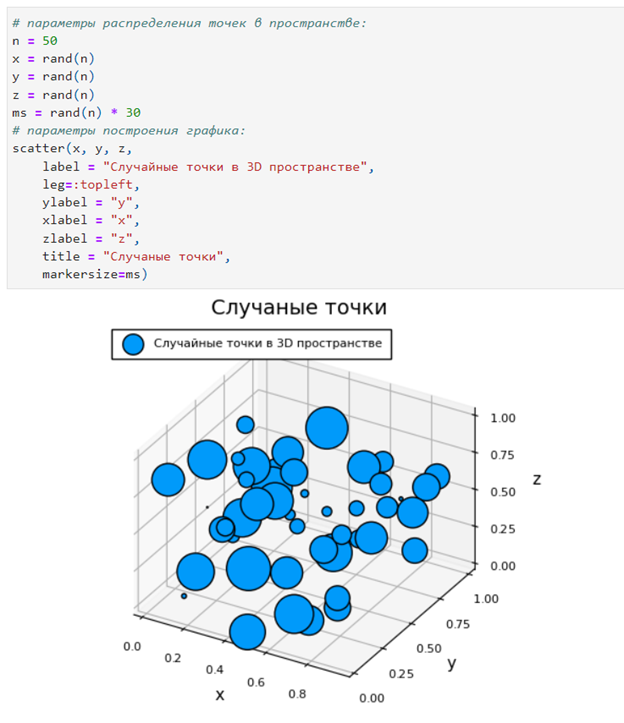 # параметры распределения точек в пространстве:
n = 50
x = rand(n)
y = rand(n)
z = rand(n)
ms = rand(n) * 30
# параметры построения графика:
scatter(x, y, z,
    label = "Случайные точки в 3D пространстве",
    leg=:topleft,
    ylabel = "y",
    xlabel = "x",
    zlabel = "z",
    title = "Случаные точки",
    markersize=ms)
Случаные точки
Случайные точки в 3D пространстве
1.00
0.75
z
0.50
0.25
0.00
1.00
0.75
0.50
y
0.25
0.00
0.0
0.2
0.4
0.6
0.8
x